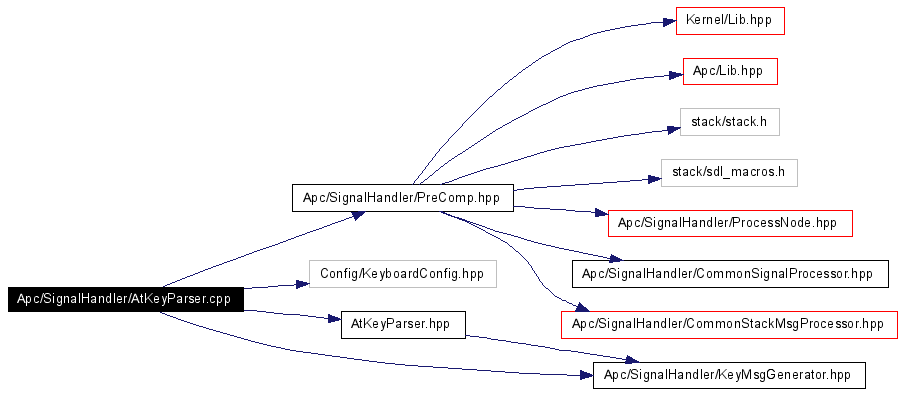 Kernel/Lib.hpp
Apc/Lib.hpp
stack/stack.h
stack/sdl_macros.h
Apc/SignalHandler/PreComp.hpp
Apc/SignalHandler/ProcessNode.hpp
Config/KeyboardConfig.hpp
Apc/SignalHandler/CommonSignalProcessor.hpp
Apc/SignalHandler/AtKeyParser.cpp
AtKeyParser.hpp
Apc/SignalHandler/CommonStackMsgProcessor.hpp
Apc/SignalHandler/KeyMsgGenerator.hpp